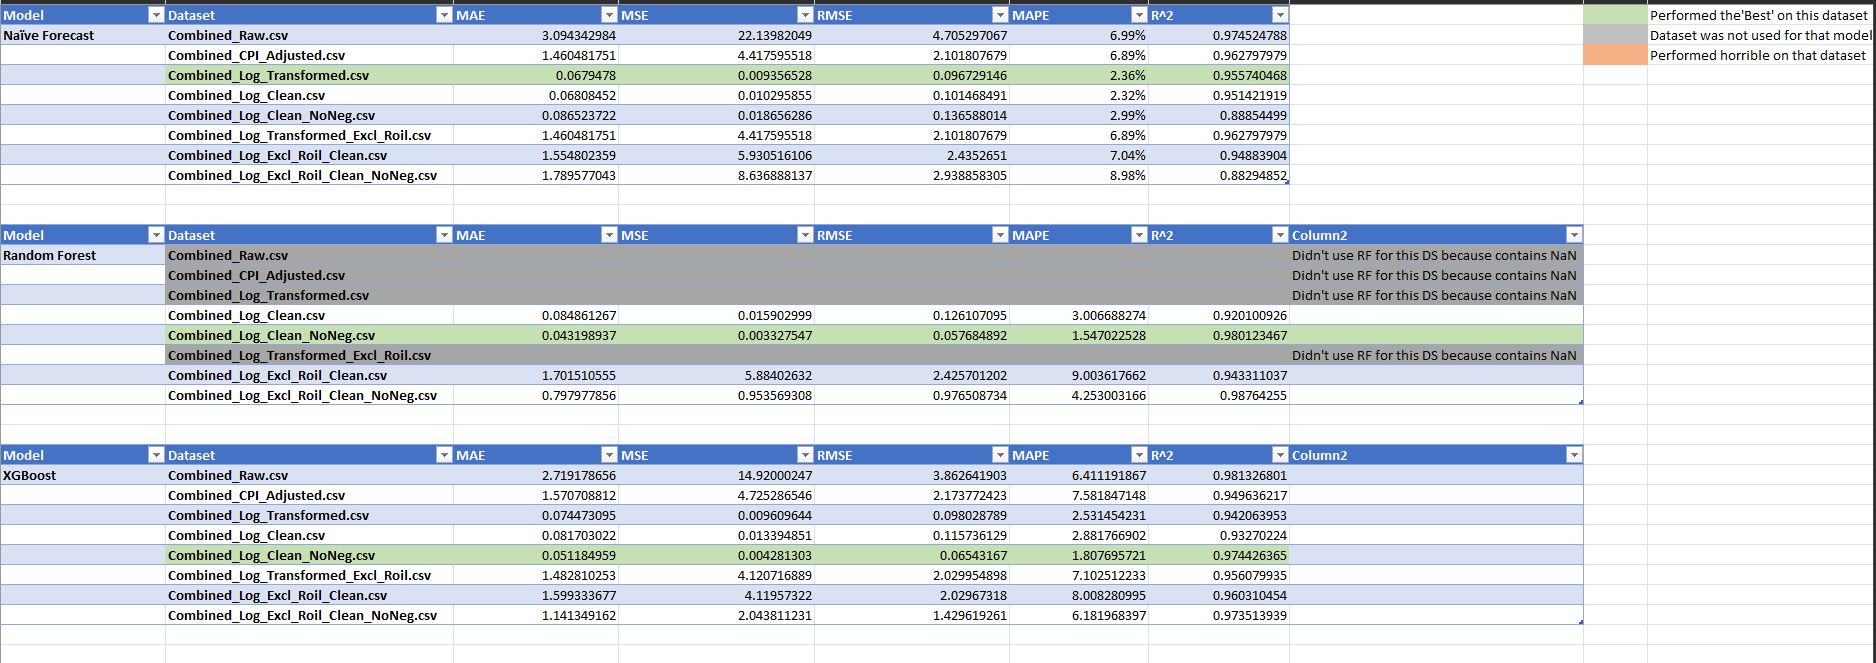 Model Dataset MAE MSE RMSE MAPE R^2 Performed the'Best' on this dataset
Naïve Forecast Combined_Raw.csv 3.094342984 22.13982049 4.705297067 6.99% 0.974524788 Dataset was not used for that model
Combined_CPI_Adjusted.csv 1.460481751 4.417595518 2.101807679 6.89% 0.962797979 Performed horrible on that dataset
Combined_Log_Transformed.csv 0.0679478 0.009356528 0.096729146 2.36% 0.955740468
Combined_Log_Clean.csv 0.06808452 0.010295855 0.101468491 2.32% 0.951421919
Combined_Log_Clean_NoNeg.csv 0.086523722 0.018656286 0.136588014 2.99% 0.88854499
Combined_Log_Transformed_Excl_Roil.csv 1.460481751 4.417595518 2.101807679 6.89% 0.962797979
Combined_Log_Excl_Roil_Clean.csv 1.554802359 5.930516106 2.4352651 7.04% 0.94883904
Combined_Log_Excl_Roil_Clean_NoNeg.csv 1.789577043 8.636888137 2.938858305 8.98% 0.88294852
Model Dataset MAE MSE RMSE MAPE R^2 Column2
Random Forest Combined_Raw.csv Didn't use RF for this DS because contains NaN
Combined_CPI_Adjusted.csv Didn't use RF for this DS because contains NaN
Combined_Log_Transformed.csv Didn't use RF for this DS because contains NaN
Combined_Log_Clean.csv 0.084861267 0.015902999 0.126107095 3.006688274 0.920100926
Combined_Log_Clean_NoNeg.csv 0.043198937 0.003327547 0.057684892 1.547022528 0.980123467
Combined_Log_Transformed_Excl_Roil.csv Didn't use RF for this DS because contains NaN
Combined_Log_Excl_Roil_Clean.csv 1.701510555 5.88402632 2.425701202 9.003617662 0.943311037
Combined_Log_Excl_Roil_Clean_NoNeg.csv 0.797977856 0.953569308 0.976508734 4.253003166 0.98764255
Model Dataset MAE MSE RMSE MAPE R^2 Column2
XGBoost Combined_Raw.csv 2.719178656 14.92000247 3.862641903 6.411191867 0.981326801
Combined_CPI_Adjusted.csv 1.570708812 4.725286546 2.173772423 7.581847148 0.949636217
Combined_Log_Transformed.csv 0.074473095 0.009609644 0.098028789 2.531454231 0.942063953
Combined_Log_Clean.csv 0.081703022 0.013394851 0.115736129 2.881766902 0.93270224
Combined_Log_Clean_NoNeg.csv 0.051184959 0.004281303 0.06543167 1.807695721 0.974426365
Combined_Log_Transformed_Excl_Roil.csv 1.482810253 4.120716889 2.029954898 7.102512233 0.956079935
Combined_Log_Excl_Roil_Clean.csv 1.599333677 4.11957322 2.02967318 8.008280995 0.960310454
Combined_Log_Excl_Roil_Clean_NoNeg.csv 1.141349162 2.043811231 1.429619261 6.181968397 0.973513939